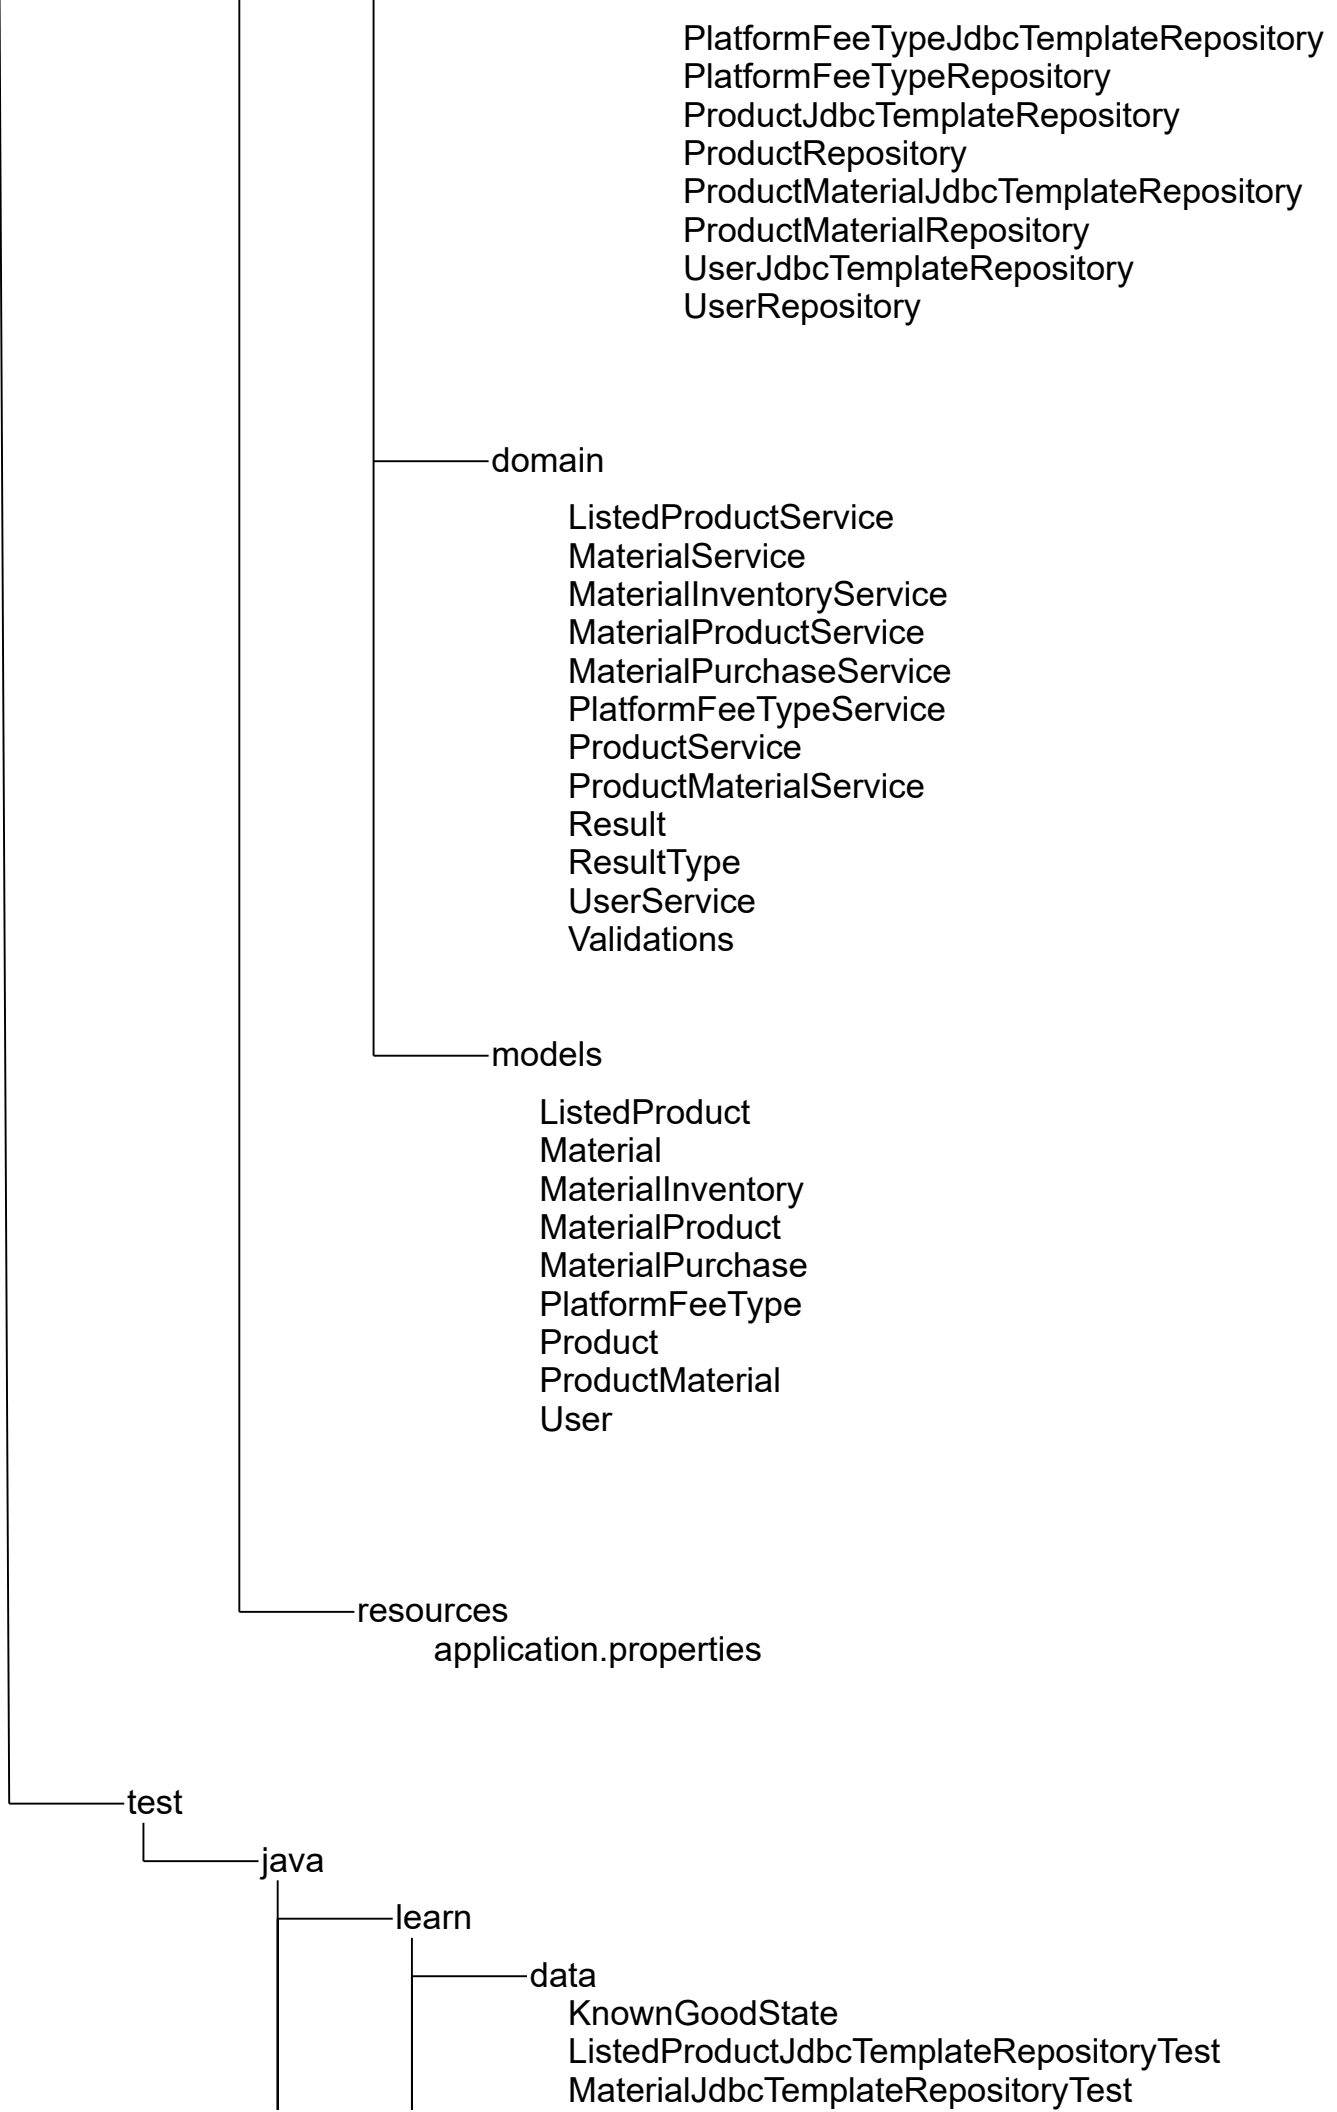 PlatformFeeTypeJdbcTemplateRepository
PlatformFeeTypeRepository
ProductJdbcTemplateRepository
ProductRepository
ProductMaterialJdbcTemplateRepository
ProductMaterialRepository
UserJdbcTemplateRepository
UserRepository
domain
ListedProductService
MaterialService
MaterialInventoryService
MaterialProductService
MaterialPurchaseService
PlatformFeeTypeService
ProductService
ProductMaterialService
Result
ResultType
UserService
Validations
models
ListedProduct
Material
MaterialInventory
MaterialProduct
MaterialPurchase
PlatformFeeType
Product
ProductMaterial
User
resources
application.properties
test
java
learn
data
KnownGoodState
ListedProductJdbcTemplateRepositoryTest
MaterialJdbcTemplateRepositoryTest